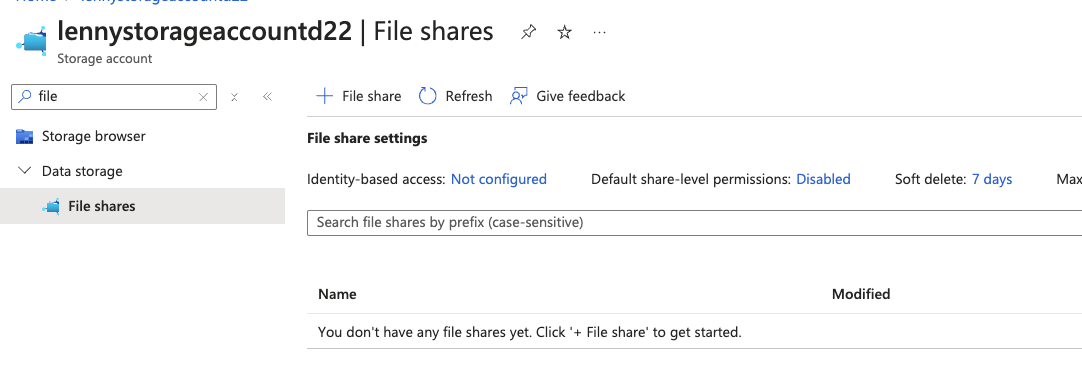 Home > lennystorageaccountd22
lennystorageaccountd22 | File shares
Storage account
file
Storage browser
Data storage
File shares
+ File share Refresh Give feedback
File share settings
Identity-based access: Not configured Default share-level permissions: Disabled Soft delete: 7 days Max
Search file shares by prefix (case-sensitive)
Name Modified
You don't have any file shares yet. Click '+ File share' to get started.